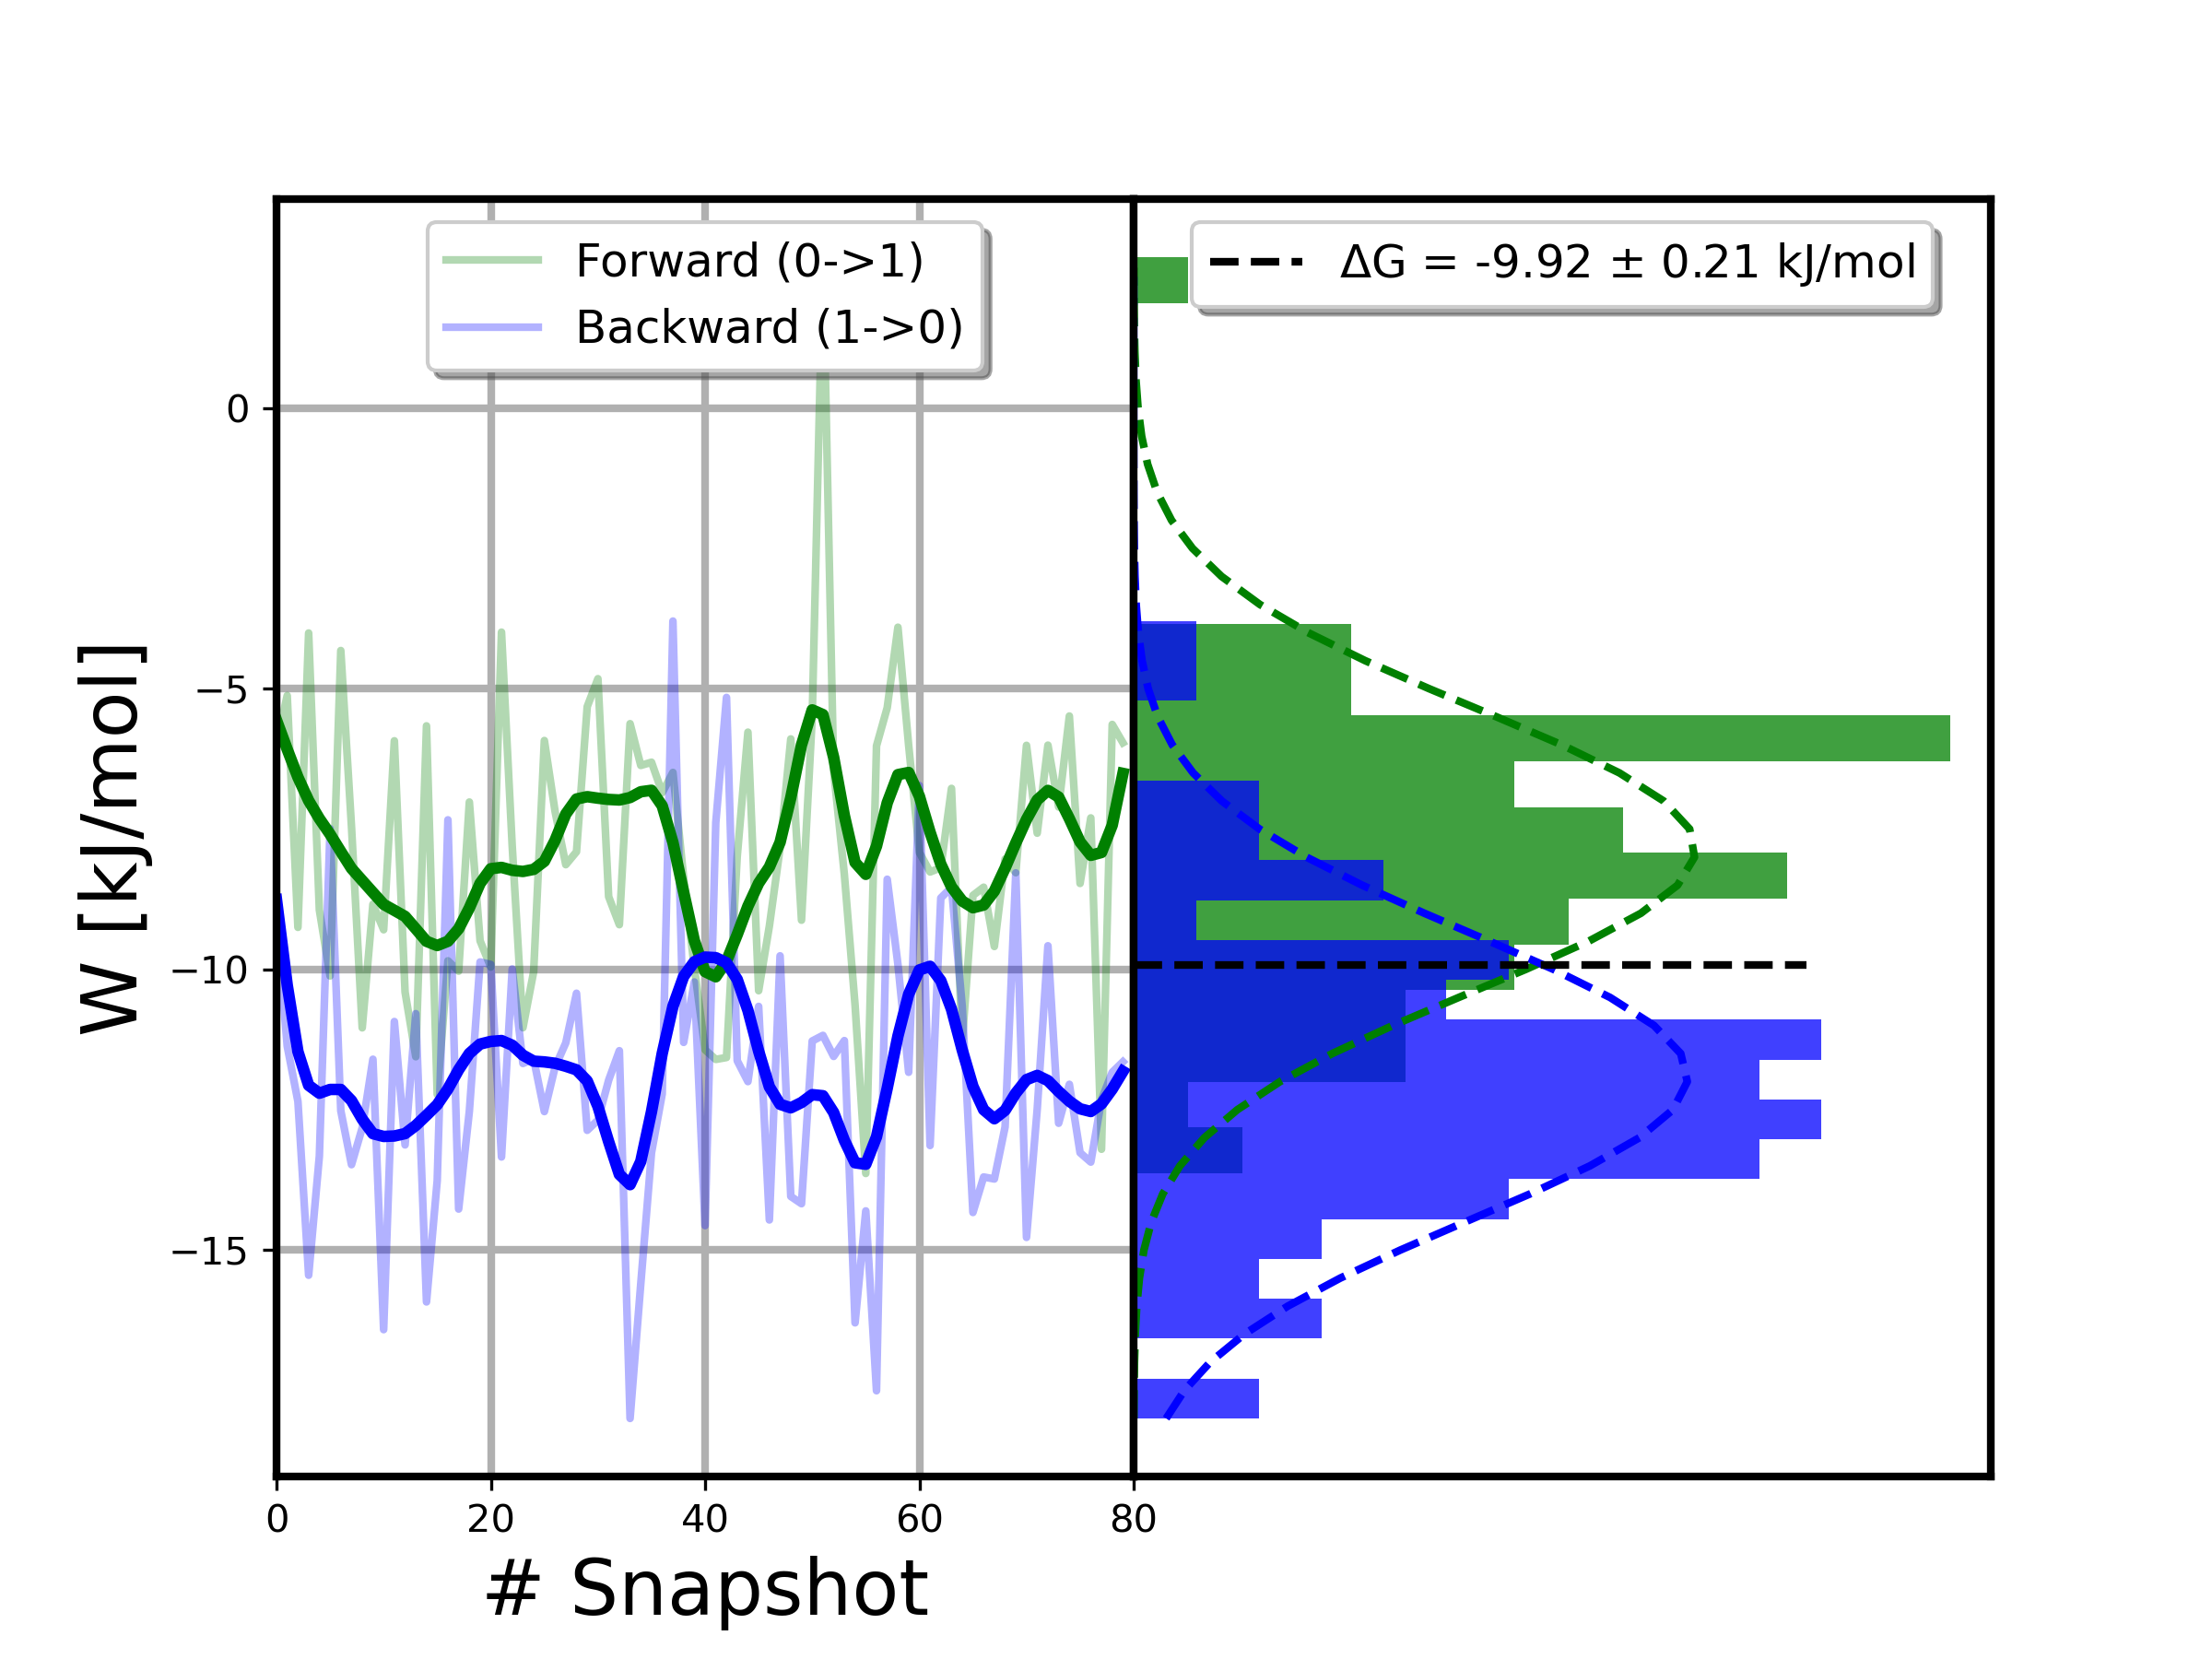 Forward (0->1)
Backward (1->0)
ΔG = -9.92 ± 0.21 kJ/mol
W [kJ/mol]
0
−5
−10
−15
0 20 40 60 80
# Snapshot